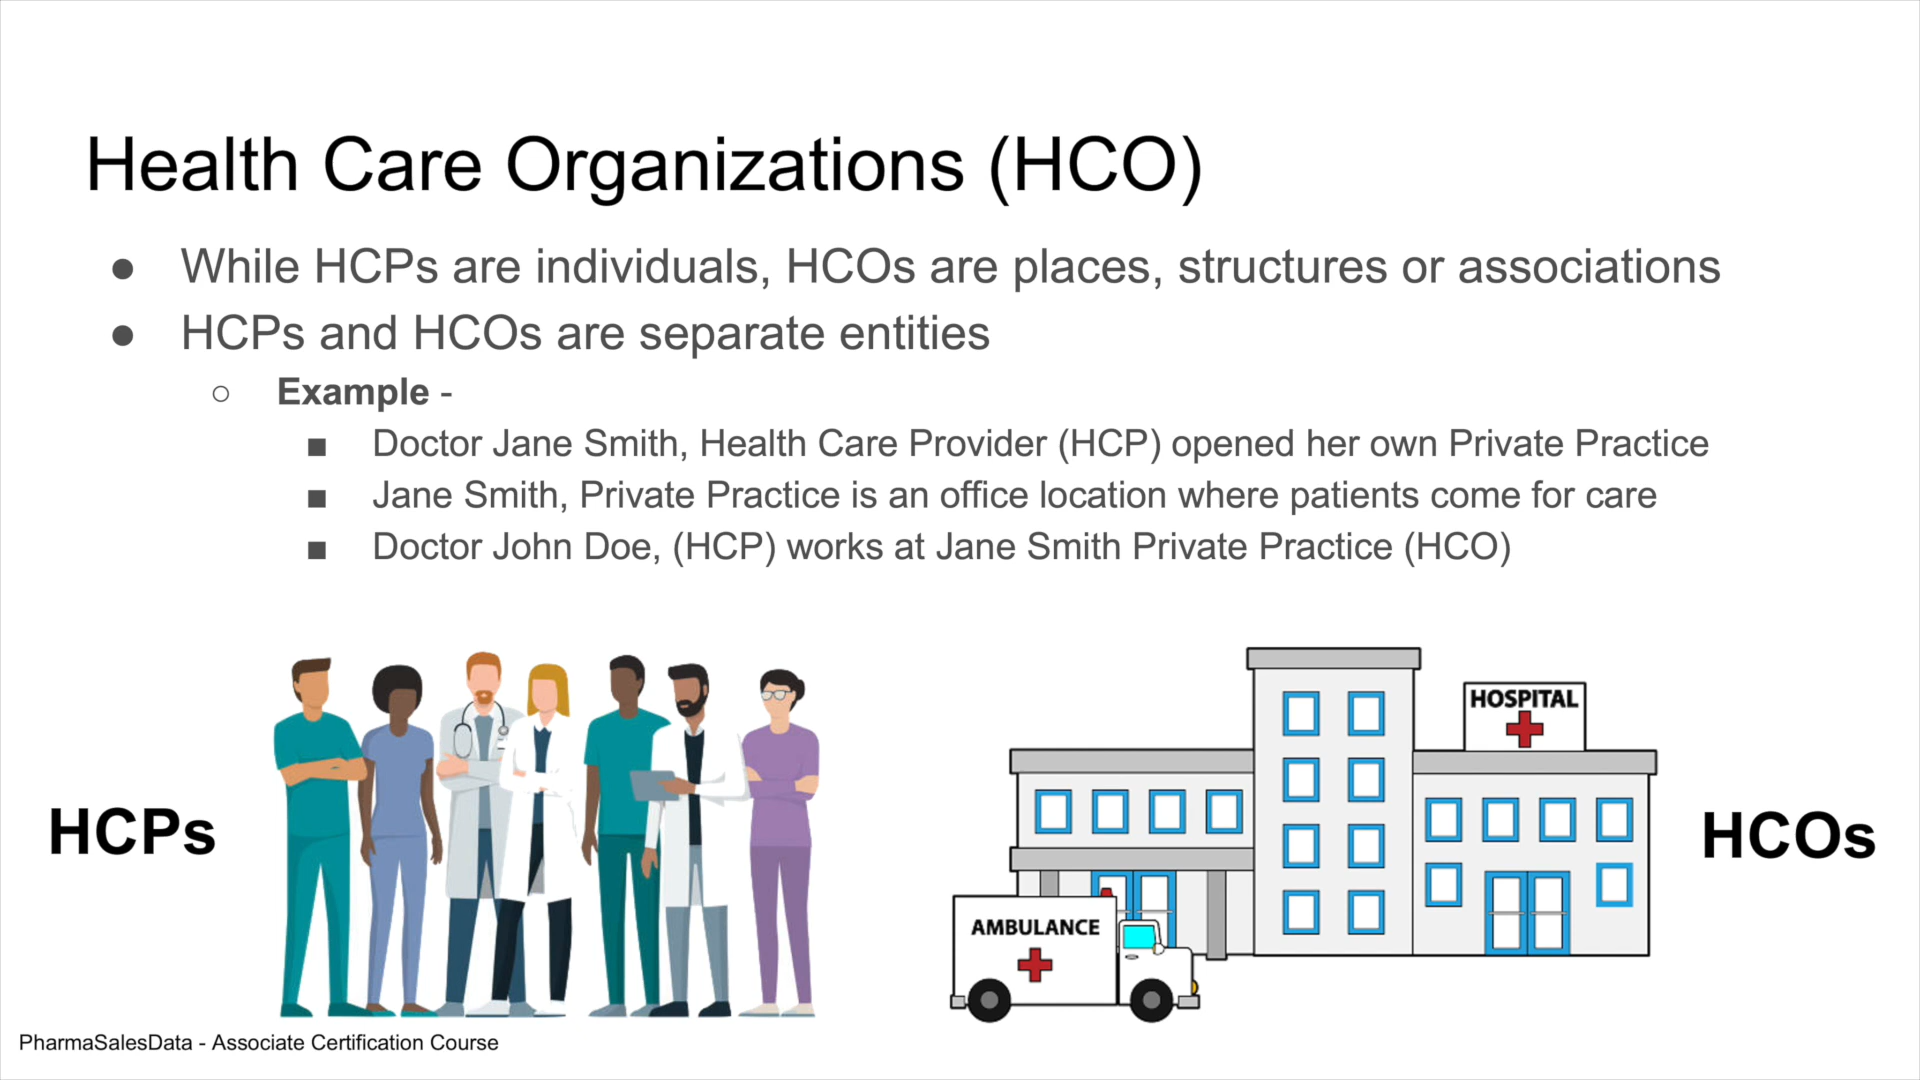 Health Care Organizations (HCO)
● While HCPs are individuals, HCOs are places, structures or associations
● HCPs and HCOs are separate entities
○ Example -
■ Doctor Jane Smith, Health Care Provider (HCP) opened her own Private Practice
■ Jane Smith, Private Practice is an office location where patients come for care
■ Doctor John Doe, (HCP) works at Jane Smith Private Practice (HCO)
HOSPITAL
HCPs
HCOs
AMBULANCE
PharmaSalesData - Associate Certification Course